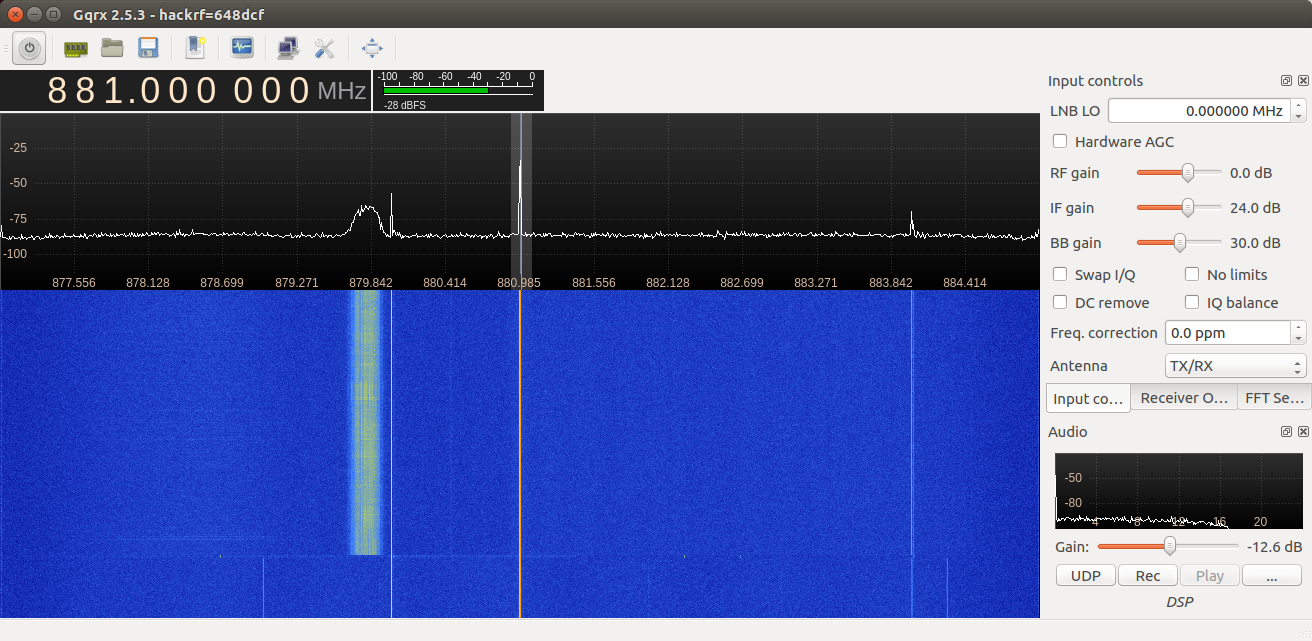 Gqrx 2.5.3 - hackrf=648dcf
881.000 000 MHz
-100 -80 -60 -40 -20 0
-28 dBFS
-25
-50
-75
-100
877.556 878.128 878.699 879.271 879.842 880.414 880.985 881.556 882.128 882.699 883.271 883.842 884.414
Input controls
LNB LO 0.000000 MHz
Hardware AGC
RF gain 0.0 dB
IF gain 24.0 dB
BB gain 30.0 dB
Swap I/Q No limits
DC remove IQ balance
Freq. correction 0.0 ppm
Antenna TX/RX
Input co... Receiver O... FFT Se...
Audio
-50
-80
4 8 12 16 20
Gain: -12.6 dB
UDP Rec Play ...
DSP